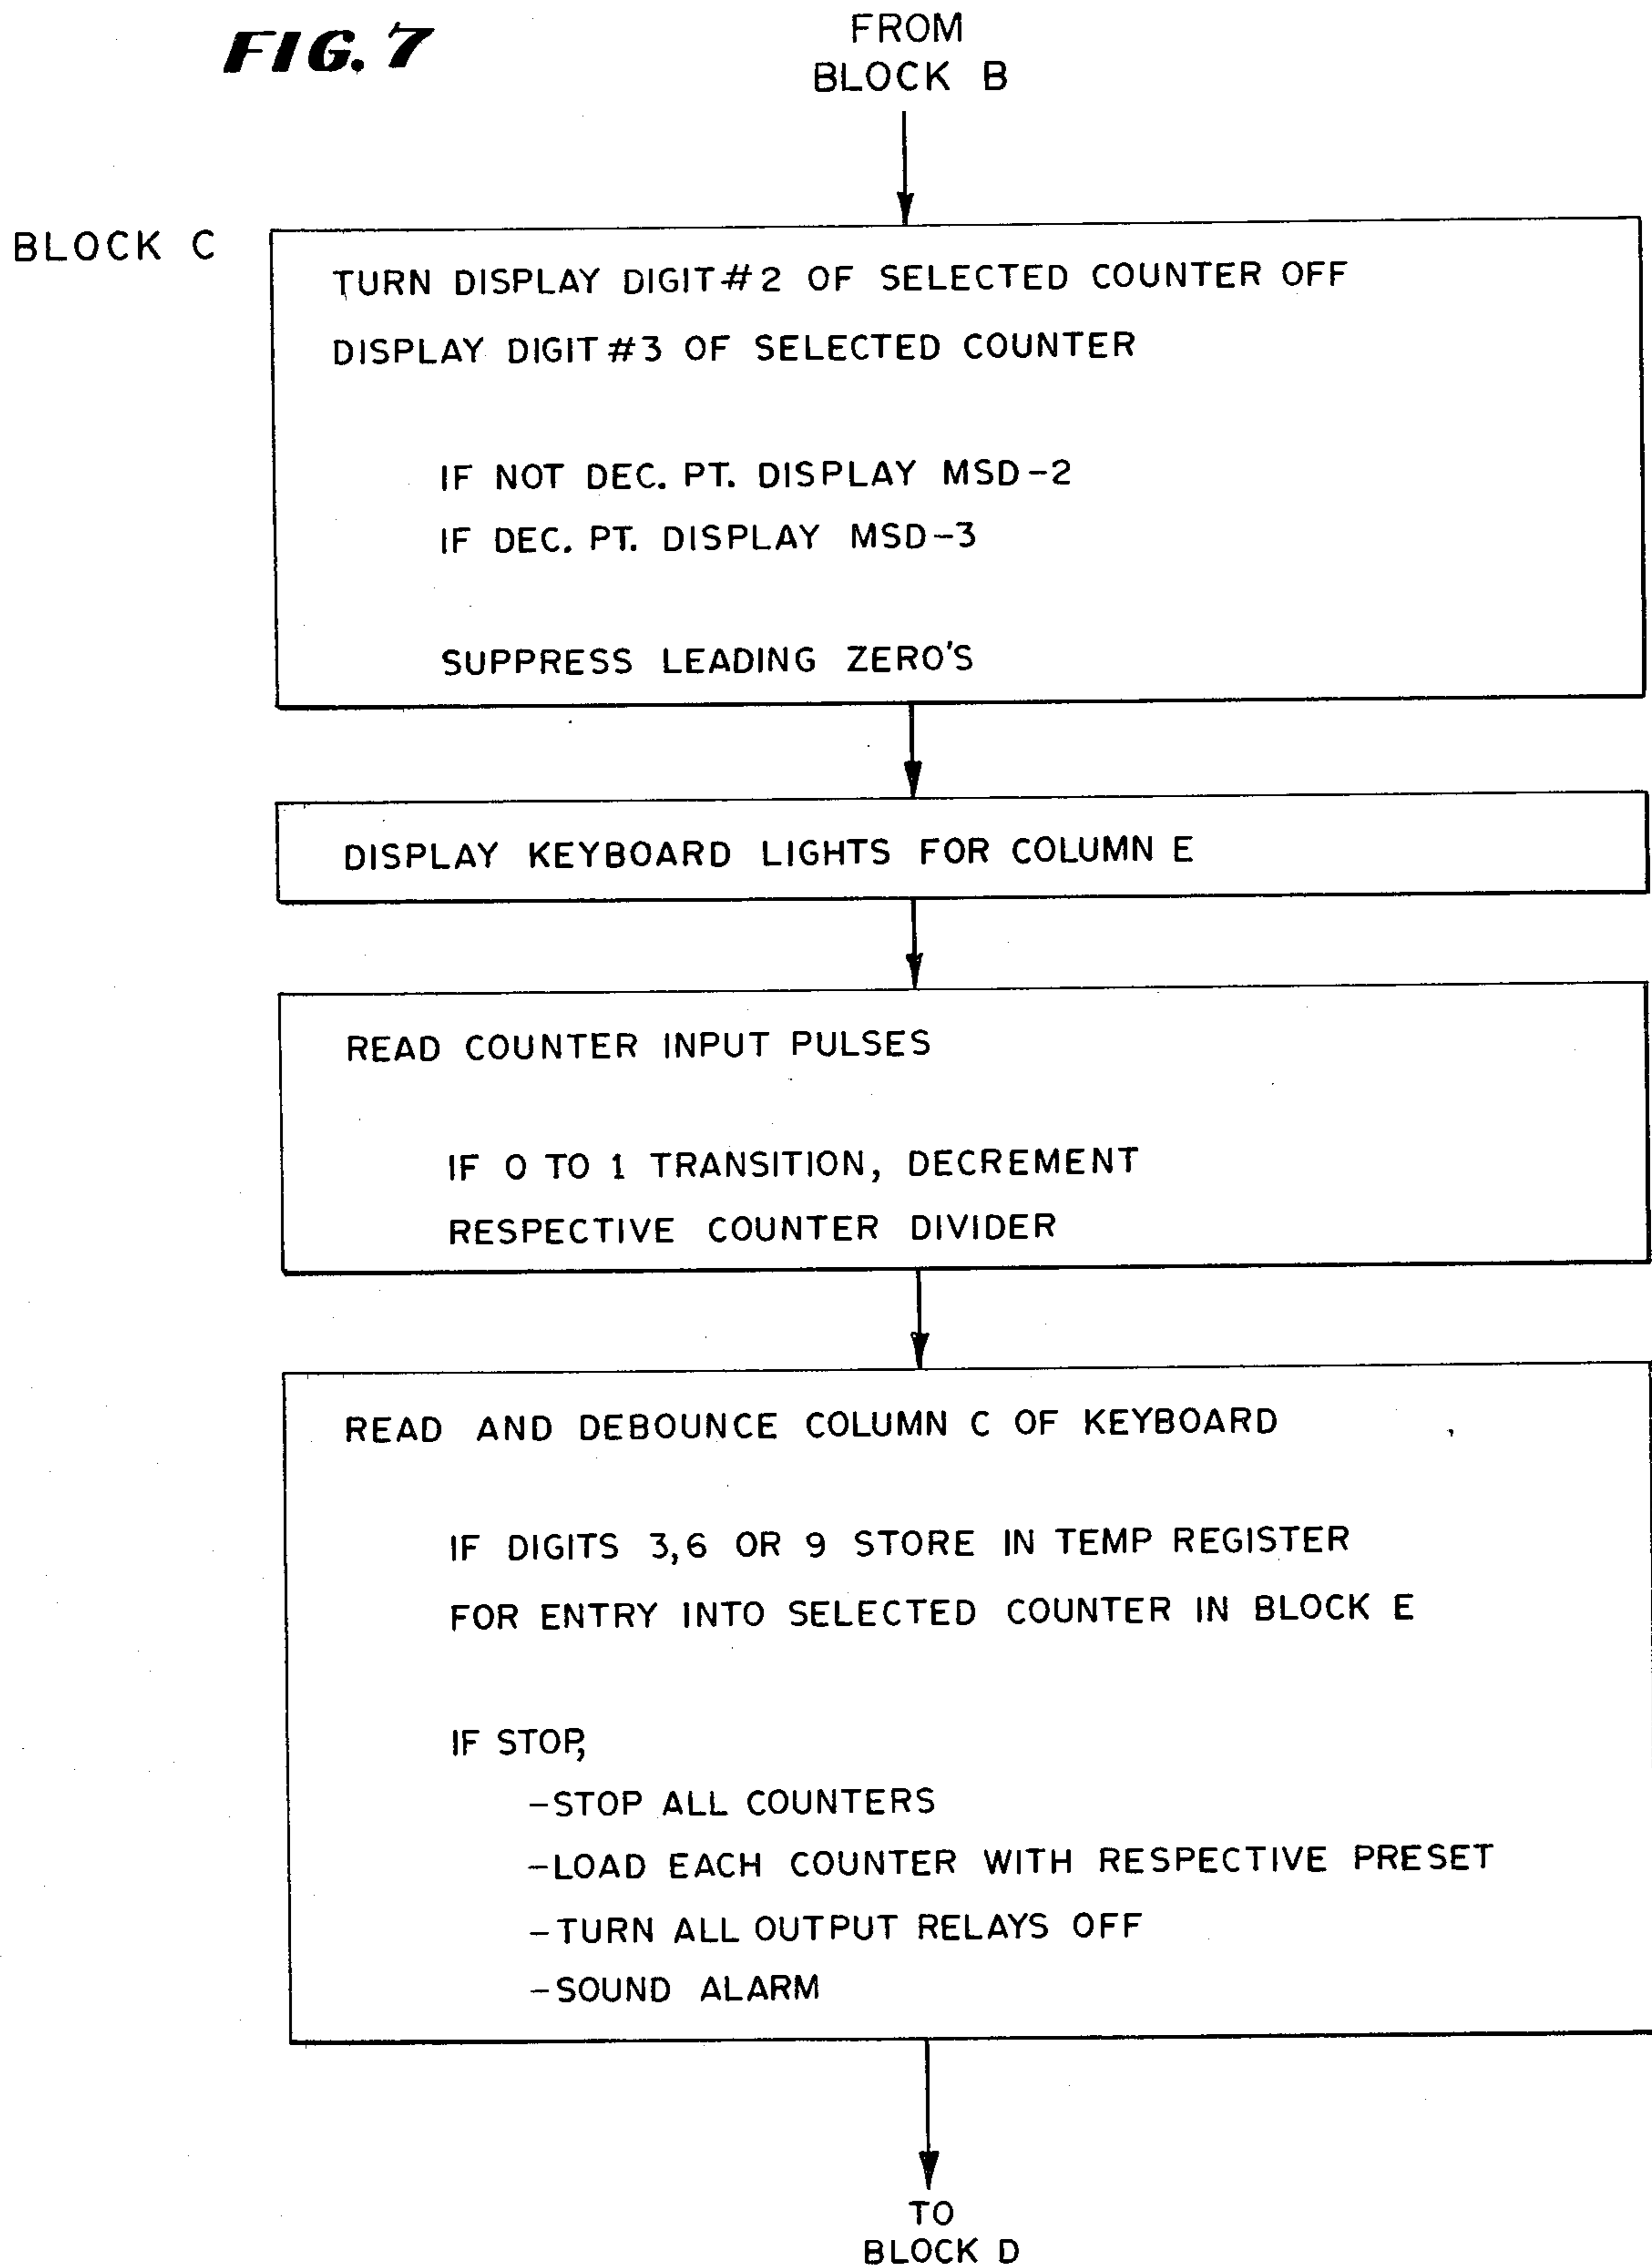 FIG. 7
FROM
BLOCK B
BLOCK C
TURN DISPLAY DIGIT #2 OF SELECTED COUNTER OFF
DISPLAY DIGIT #3 OF SELECTED COUNTER
IF NOT DEC. PT. DISPLAY MSD-2
IF DEC. PT. DISPLAY MSD-3
SUPPRESS LEADING ZERO'S
DISPLAY KEYBOARD LIGHTS FOR COLUMN E
READ COUNTER INPUT PULSES
IF 0 TO 1 TRANSITION, DECREMENT
RESPECTIVE COUNTER DIVIDER
READ AND DEBOUNCE COLUMN C OF KEYBOARD
IF DIGITS 3,6 OR 9 STORE IN TEMP REGISTER
FOR ENTRY INTO SELECTED COUNTER IN BLOCK E
IF STOP,
-STOP ALL COUNTERS
-LOAD EACH COUNTER WITH RESPECTIVE PRESET
-TURN ALL OUTPUT RELAYS OFF
-SOUND ALARM
TO
BLOCK D